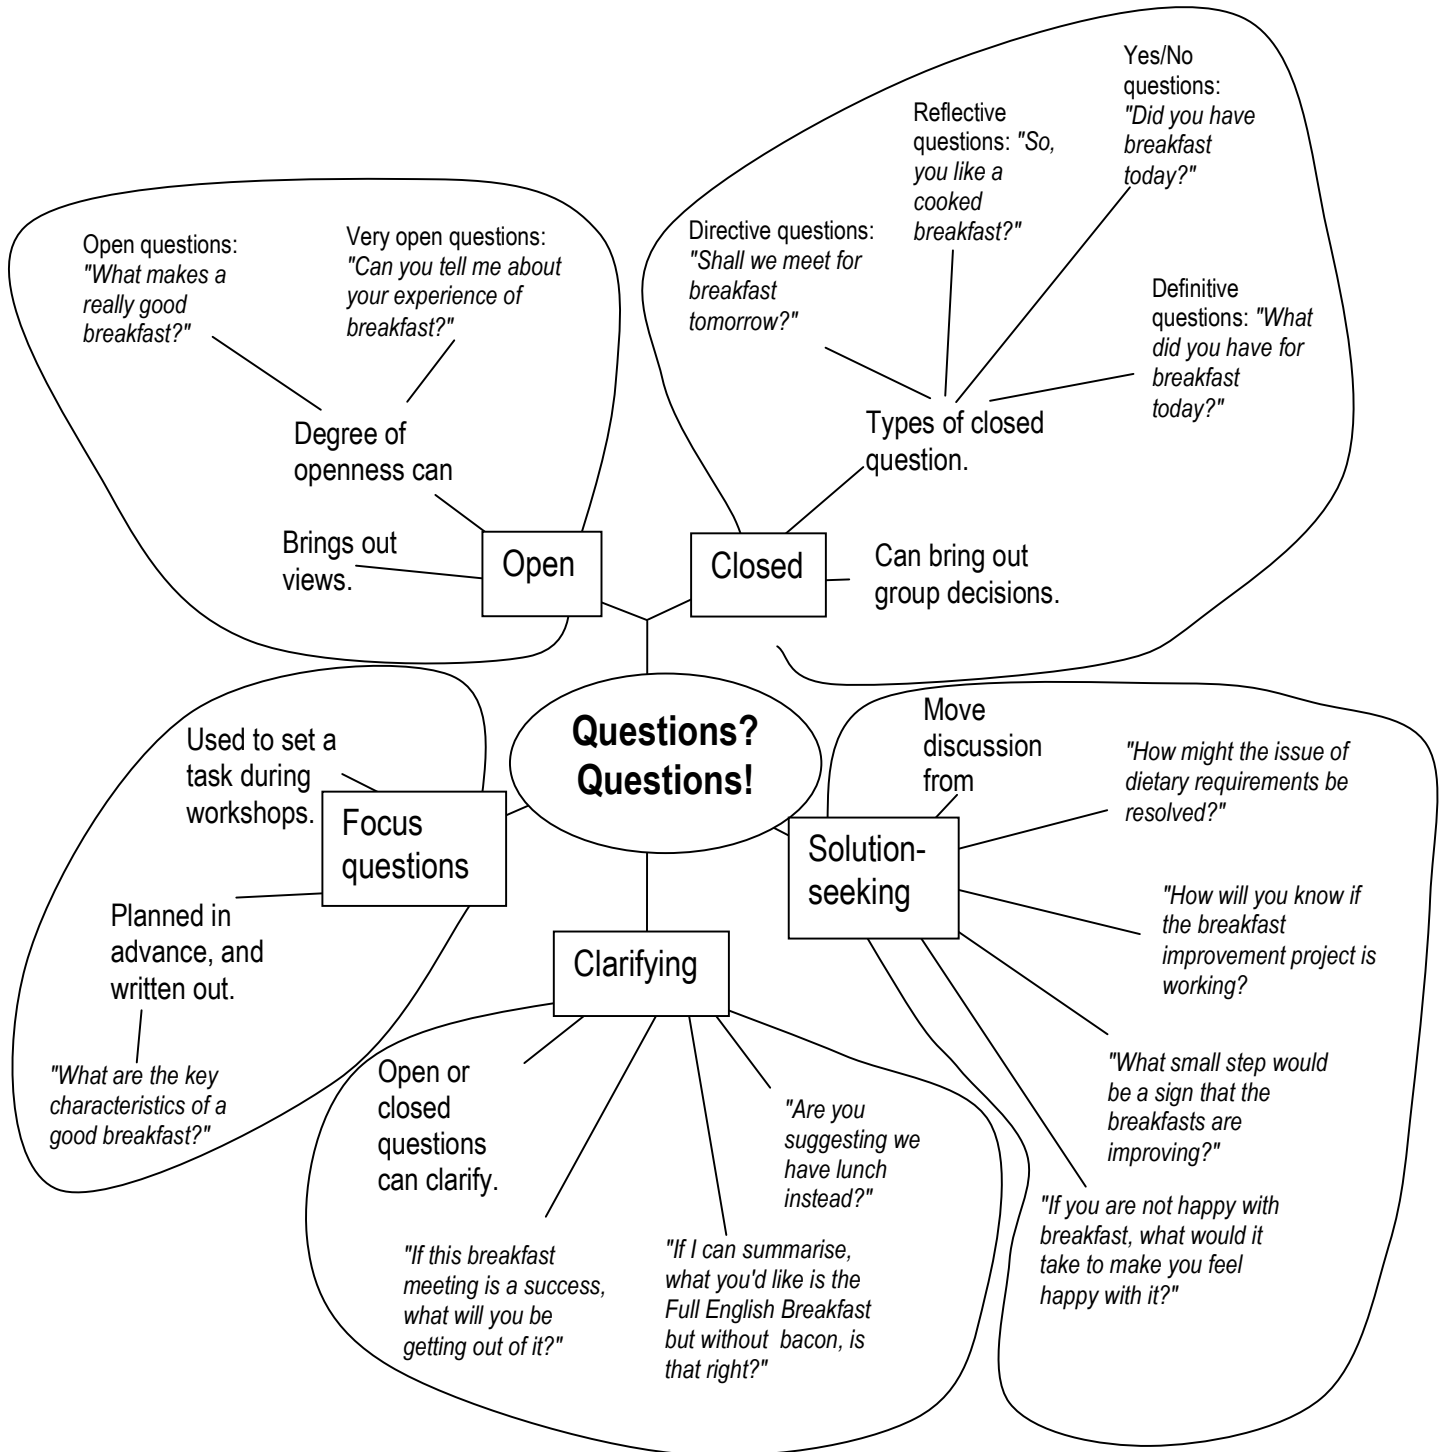 Open questions:
"What makes a
really good
breakfast?"
Very open questions:
"Can you tell me about
your experience of
breakfast?"
Degree of
openness can
Brings out
views.
Open
Directive questions:
"Shall we meet for
breakfast
tomorrow?"
Reflective
questions: "So,
you like a
cooked
breakfast?"
Yes/No
questions:
"Did you have
breakfast
today?"
Definitive
questions: "What
did you have for
breakfast
today?"
Types of closed
question.
Closed
Can bring out
group decisions.
Questions?
Questions!
Used to set a
task during
workshops.
Focus
questions
Planned in
advance, and
written out.
"What are the key
characteristics of a
good breakfast?"
Clarifying
Open or
closed
questions
can clarify.
"If this breakfast
meeting is a success,
what will you be
getting out of it?"
"If I can summarise,
what you'd like is the
Full English Breakfast
but without  bacon, is
that right?"
"Are you
suggesting we
have lunch
instead?"
Move
discussion
from
Solution-
seeking
"How might the issue of
dietary requirements be
resolved?"
"How will you know if
the breakfast
improvement project is
working?
"What small step would
be a sign that the
breakfasts are
improving?"
"If you are not happy with
breakfast, what would it
take to make you feel
happy with it?"